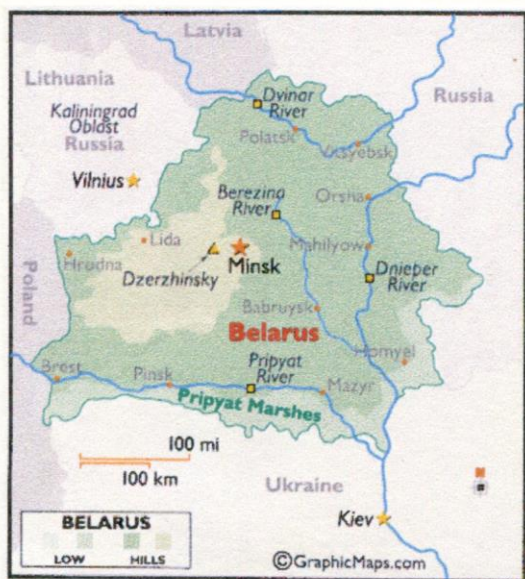 Latvia
Lithuania
Kaliningrad
Oblast
Russia
Russia
Dvinar
River
Polatsk
Vitsyebsk
Vilnius
Berezina
River
Orsha
Lida
Mahilyow
Hrudna
Minsk
Dzerzhinsky
Dnieper
River
Poland
Babruysk
Belarus
Homyel
Brest
Pinsk
Pripyat
River
Mazyr
Pripyat Marshes
100 mi
100 km
Ukraine
N
Kiev
BELARUS
LOW HILLS
©GraphicMaps.com